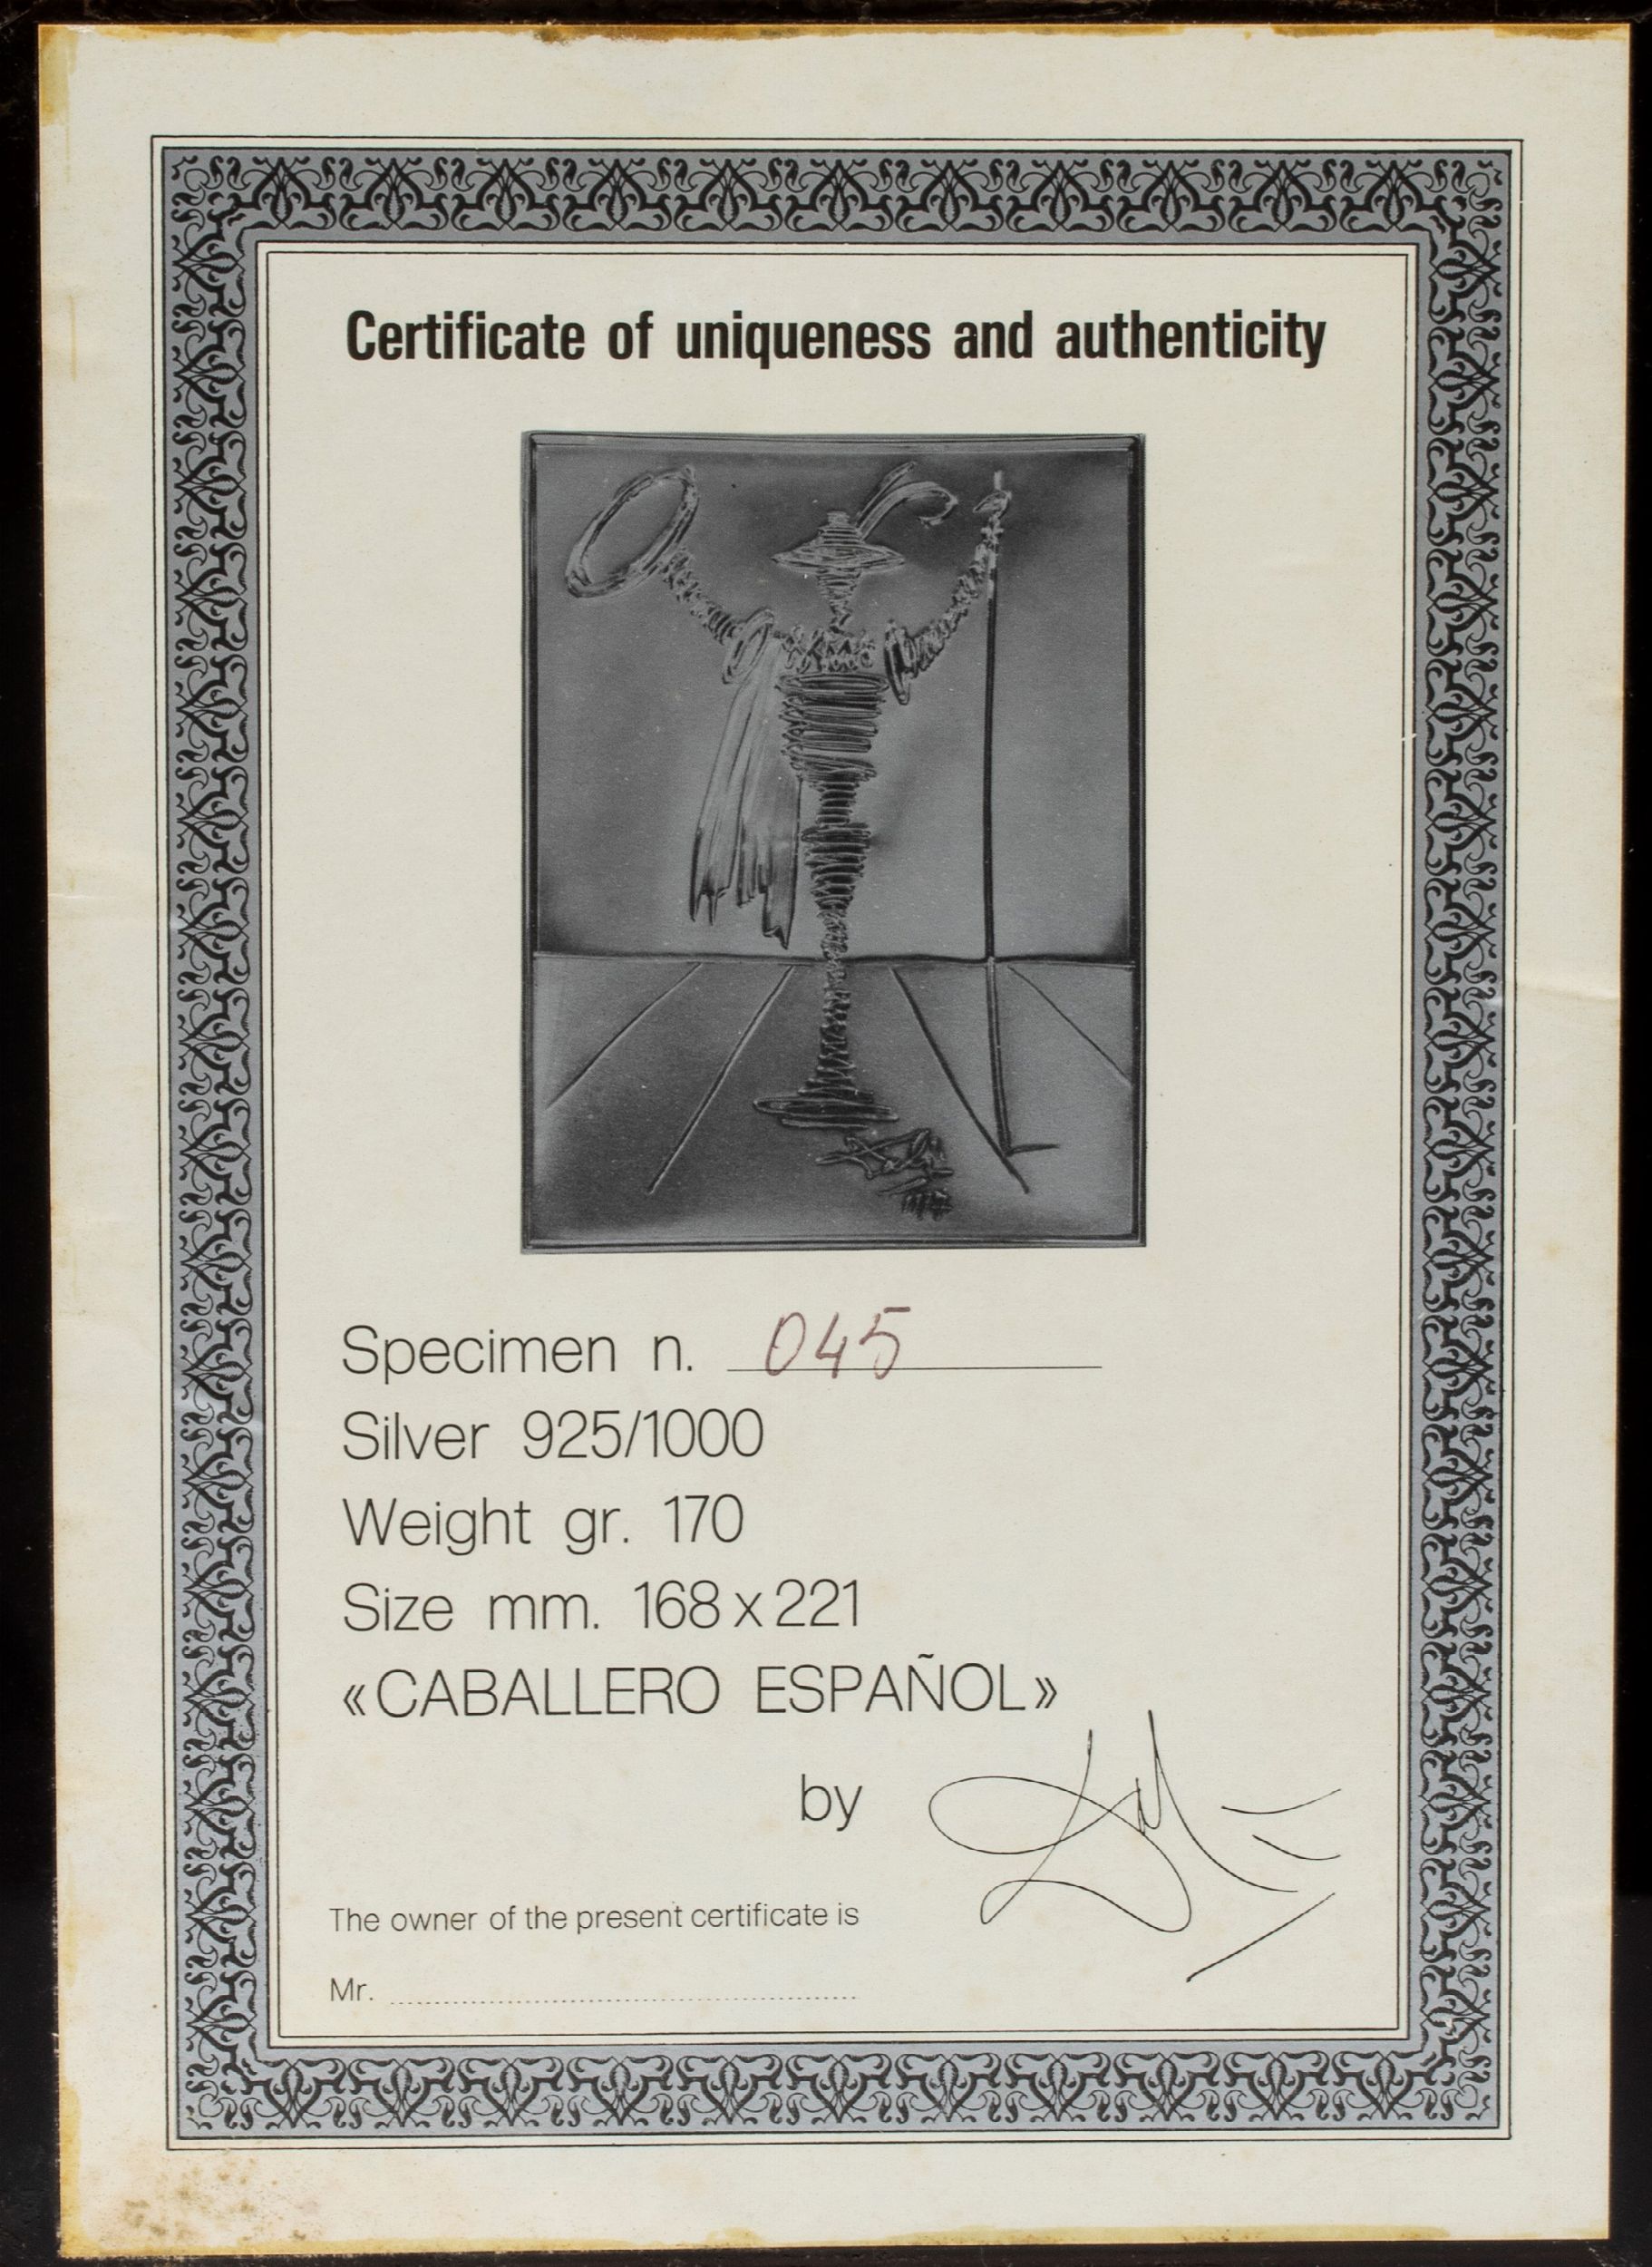 Certificate of uniqueness and authenticity
Specimen n. 045
Silver 925/1000
Weight gr. 170
Size mm. 168 x 221
«CABALLERO ESPAÑOL»
by Dalí
The owner of the present certificate is
Mr.